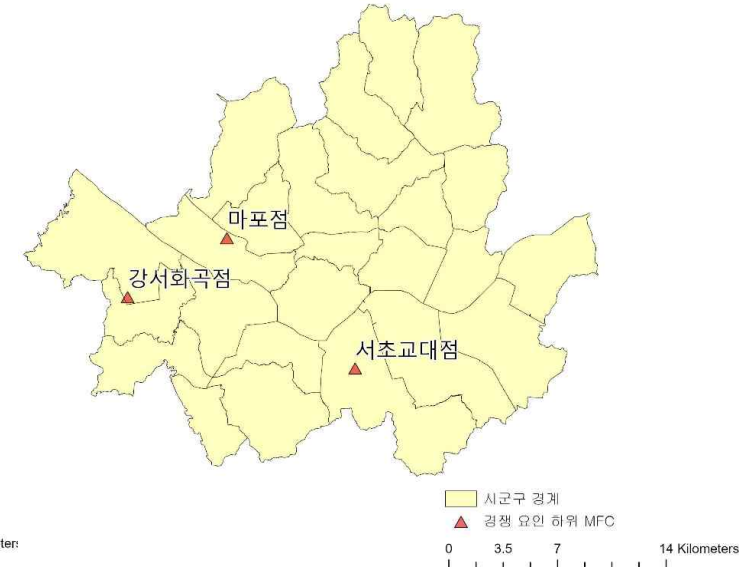 마포점
강서화곡점
서초교대점
시군구 경계
경쟁 요인 하위 MFC
ters
0 3.5 7 14 Kilometers